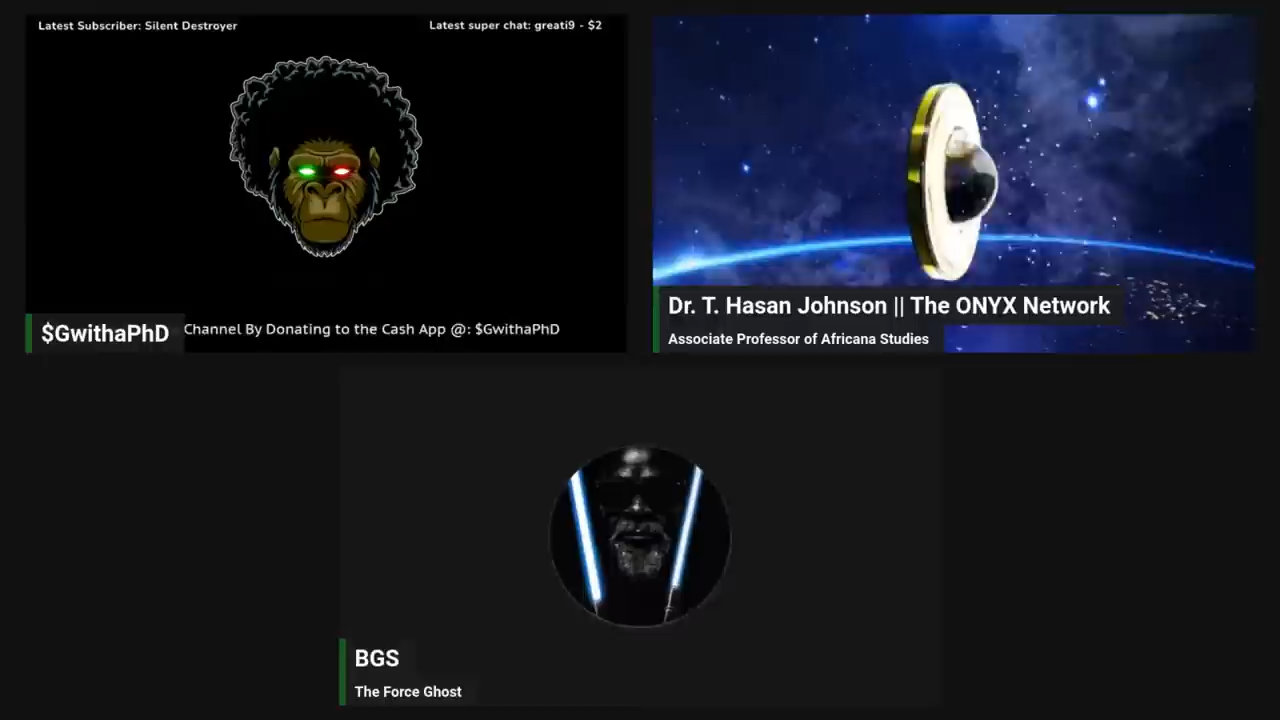 Latest Subscriber: Silent Destroyer
Latest super chat: greati9 - $2
Channel By Donating to the Cash App @: $GwithaPhD
$GwithaPhD
Dr. T. Hasan Johnson || The ONYX Network
Associate Professor of Africana Studies
BGS
The Force Ghost